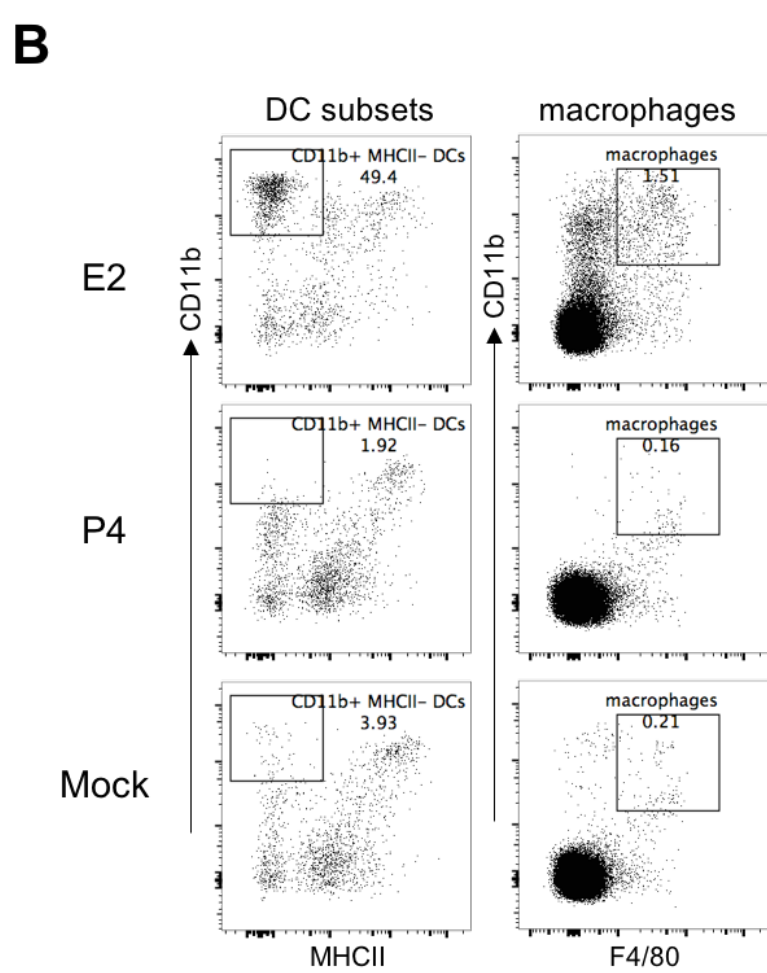 B
DC subsets
macrophages
CD11b+ MHCII- DCs
49.4
macrophages
1.51
E2
CD11b
CD11b
CD11b+ MHCII- DCs
1.92
macrophages
0.16
P4
CD11b+ MHCII- DCs
3.93
macrophages
0.21
Mock
MHCII
F4/80